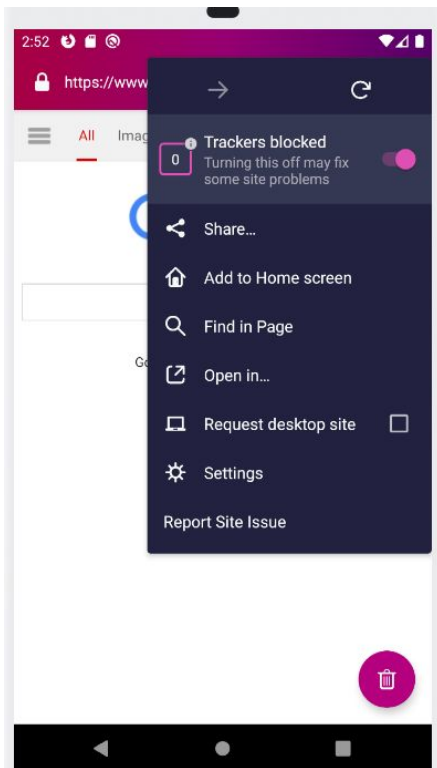 2:52
https://www
All Imag
0
Trackers blocked
Turning this off may fix
some site problems
Share...
Add to Home screen
Find in Page
Open in...
Request desktop site
Settings
Report Site Issue
Go